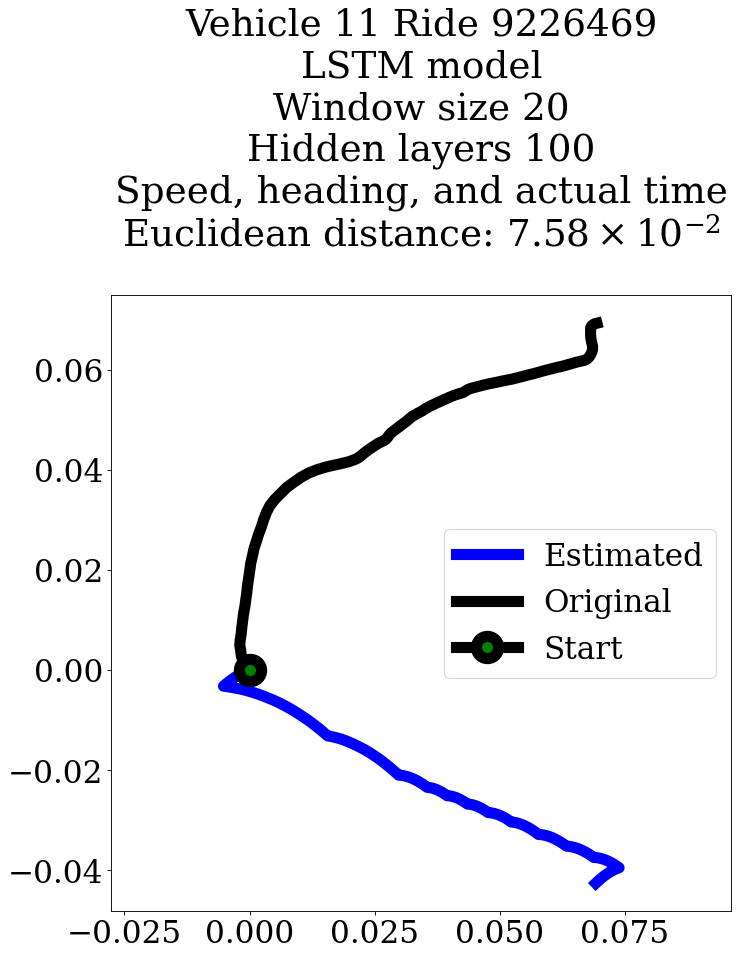 Vehicle 11 Ride 9226469
LSTM model
Window size 20
Hidden layers 100
Speed, heading, and actual time
Euclidean distance: 7.58 × 10⁻²
0.06
0.04
0.02
0.00
−0.02
−0.04
Estimated
Original
Start
−0.025 0.000 0.025 0.050 0.075